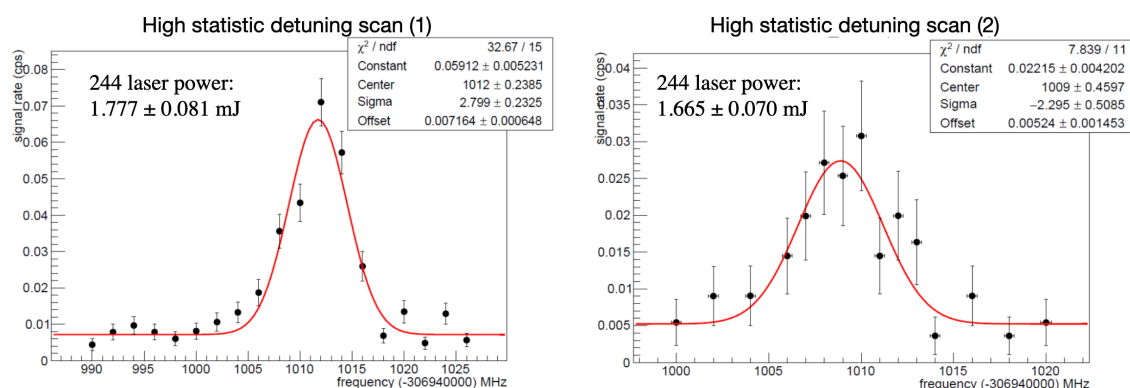 High statistic detuning scan (1)
χ² / ndf 32.67 / 15
Constant 0.05912 ± 0.005231
Center 1012 ± 0.2385
Sigma 2.799 ± 0.2325
Offset 0.007164 ± 0.000648
244 laser power:
1.777 ± 0.081 mJ
signal rate (cps)
0.08
0.07
0.06
0.05
0.04
0.03
0.02
0.01
0
990 995 1000 1005 1010 1015 1020 1025
frequency (-306940000) MHz
High statistic detuning scan (2)
χ² / ndf 7.839 / 11
Constant 0.02215 ± 0.004202
Center 1009 ± 0.4597
Sigma −2.295 ± 0.5085
Offset 0.00524 ± 0.001453
244 laser power:
1.665 ± 0.070 mJ
signal rate (cps)
0.04
0.035
0.03
0.025
0.02
0.015
0.01
0.005
0
1000 1005 1010 1015 1020
frequency (-306940000) MHz